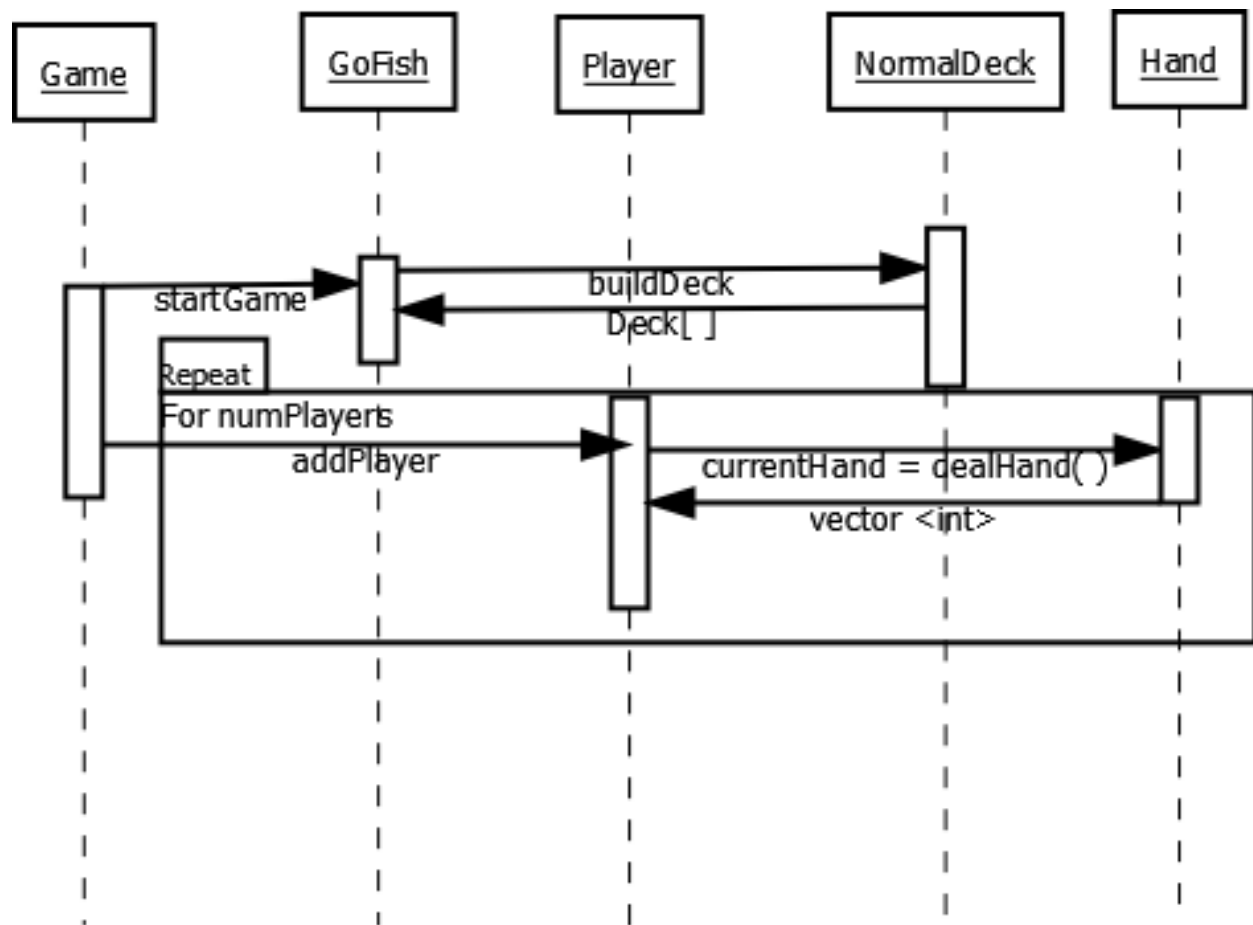 Game
GoFish
Player
NormalDeck
Hand
startGame
buildDeck
Deck[ ]
Repeat
For numPlayers
addPlayer
currentHand = dealHand( )
vector <int>